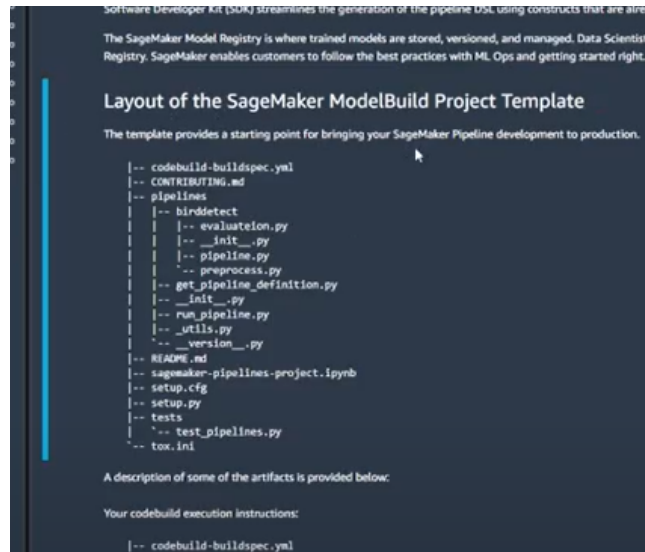 Software Developer Kit (SDK) streamlines the generation of the pipeline DSL using constructs that are alre
The SageMaker Model Registry is where trained models are stored, versioned, and managed. Data Scientist
Registry. SageMaker enables customers to follow the best practices with ML Ops and getting started right.
Layout of the SageMaker ModelBuild Project Template
The template provides a starting point for bringing your SageMaker Pipeline development to production.
|-- codebuild-buildspec.yml
|-- CONTRIBUTING.md
|-- pipelines
|   |-- birddetect
|   |   |-- evaluateion.py
|   |   |-- __init__.py
|   |   |-- pipeline.py
|   |   `-- preprocess.py
|   |-- get_pipeline_definition.py
|   |-- __init__.py
|   |-- run_pipeline.py
|   |-- _utils.py
|   `-- __version__.py
|-- README.md
|-- sagemaker-pipelines-project.ipynb
|-- setup.cfg
|-- setup.py
|-- tests
|   `-- test_pipelines.py
`-- tox.ini
A description of some of the artifacts is provided below:
Your codebuild execution instructions:
|-- codebuild-buildspec.yml